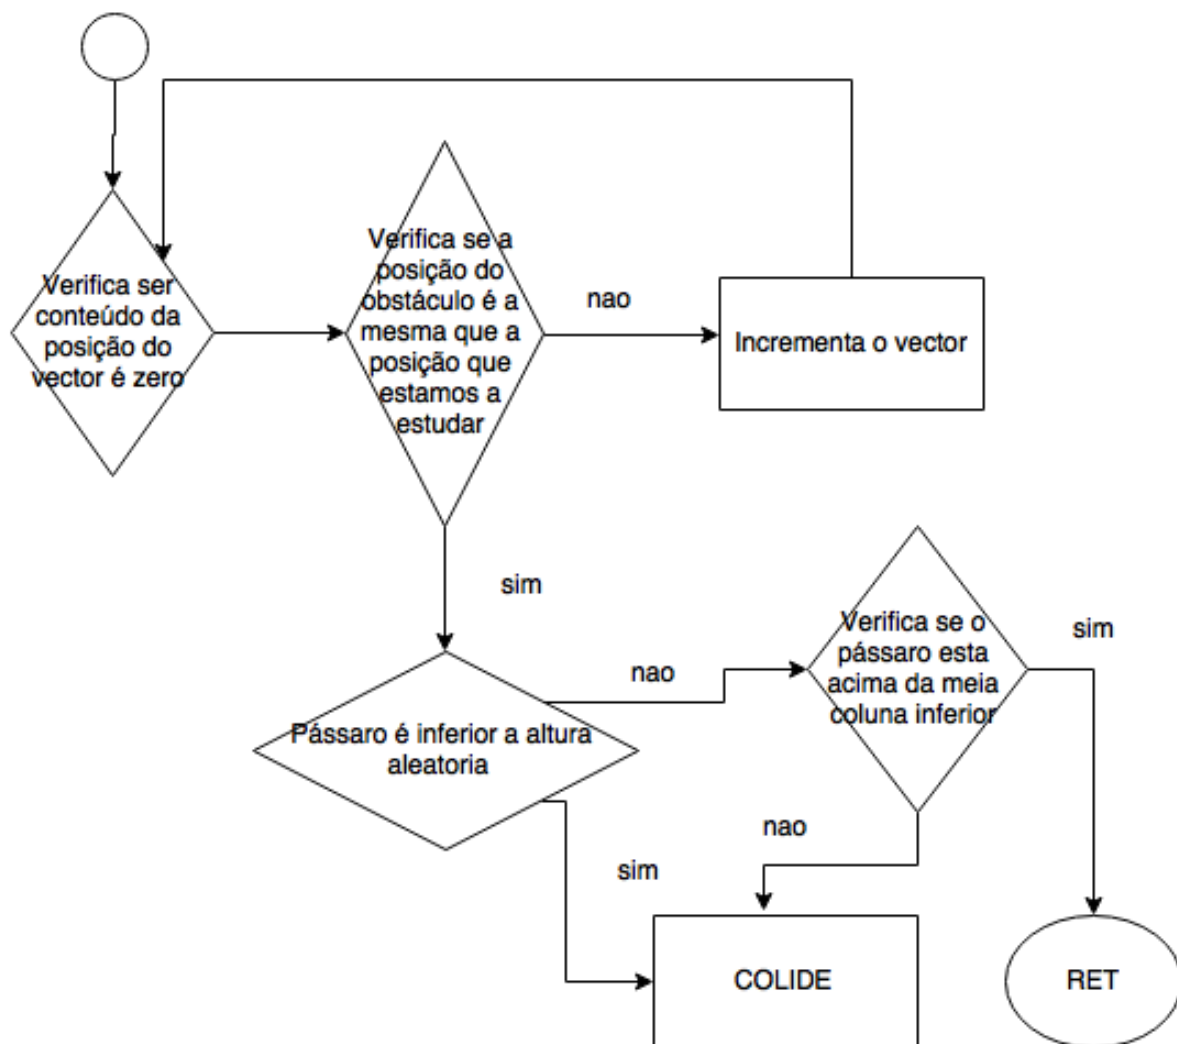 Verifica ser
conteúdo da
posição do
vector é zero
Verifica se a
posição do
obstáculo é a
mesma que a
posição que
estamos a
estudar
nao
Incrementa o vector
sim
Pássaro é inferior a altura
aleatoria
nao
Verifica se o
pássaro esta
acima da meia
coluna inferior
sim
nao
sim
COLIDE
RET